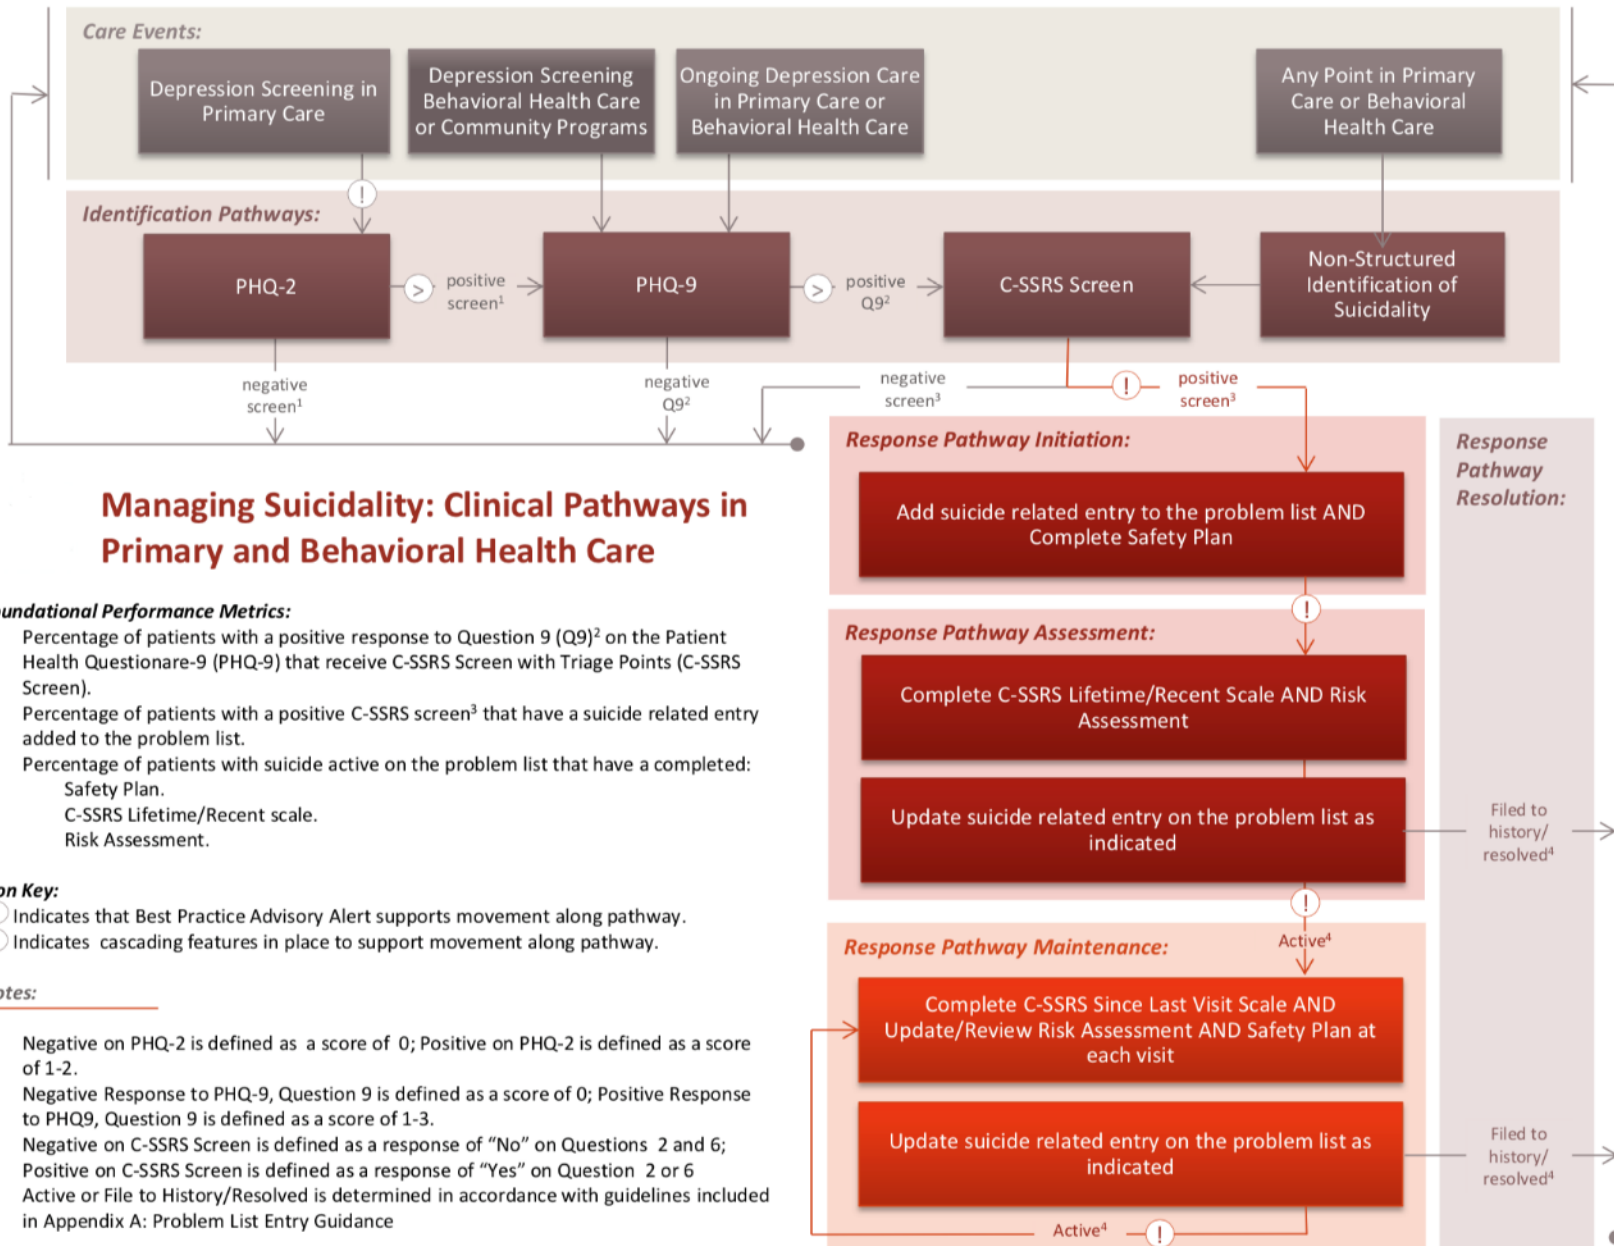 Care Events:
Depression Screening in
Primary Care
Depression Screening
Behavioral Health Care
or Community Programs
Ongoing Depression Care
in Primary Care or
Behavioral Health Care
Any Point in Primary
Care or Behavioral
Health Care
!
Identification Pathways:
PHQ-2
>
positive
screen¹
PHQ-9
>
positive
Q9²
C-SSRS Screen
Non-Structured
Identification of
Suicidality
negative
screen¹
negative
Q9²
negative
screen³
!
positive
screen³
Response Pathway Initiation:
Add suicide related entry to the problem list AND
Complete Safety Plan
!
Response Pathway Assessment:
Complete C-SSRS Lifetime/Recent Scale AND Risk
Assessment
Update suicide related entry on the problem list as
indicated
!
Active⁴
Response Pathway Maintenance:
Complete C-SSRS Since Last Visit Scale AND
Update/Review Risk Assessment AND Safety Plan at
each visit
Update suicide related entry on the problem list as
indicated
Active⁴
!
Response
Pathway
Resolution:
Filed to
history/
resolved⁴
Filed to
history/
resolved⁴
Managing Suicidality: Clinical Pathways in
Primary and Behavioral Health Care
undational Performance Metrics:
Percentage of patients with a positive response to Question 9 (Q9)² on the Patient
Health Questionare-9 (PHQ-9) that receive C-SSRS Screen with Triage Points (C-SSRS
Screen).
Percentage of patients with a positive C-SSRS screen³ that have a suicide related entry
added to the problem list.
Percentage of patients with suicide active on the problem list that have a completed:
Safety Plan.
C-SSRS Lifetime/Recent scale.
Risk Assessment.
on Key:
Indicates that Best Practice Advisory Alert supports movement along pathway.
Indicates cascading features in place to support movement along pathway.
otes:
Negative on PHQ-2 is defined as a score of 0; Positive on PHQ-2 is defined as a score
of 1-2.
Negative Response to PHQ-9, Question 9 is defined as a score of 0; Positive Response
to PHQ9, Question 9 is defined as a score of 1-3.
Negative on C-SSRS Screen is defined as a response of “No” on Questions 2 and 6;
Positive on C-SSRS Screen is defined as a response of “Yes” on Question 2 or 6
Active or File to History/Resolved is determined in accordance with guidelines included
in Appendix A: Problem List Entry Guidance